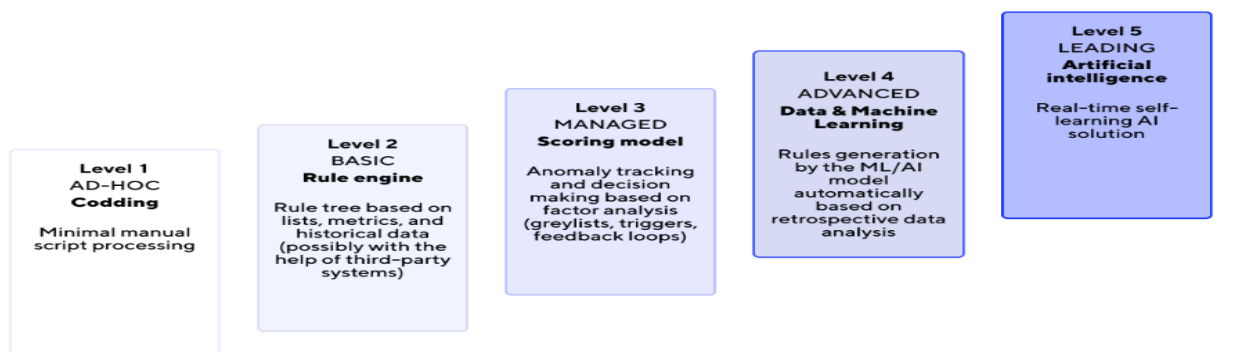 Level 1
AD-HOC
Codding
Minimal manual
script processing
Level 2
BASIC
Rule engine
Rule tree based on
lists, metrics, and
historical data
(possibly with the
help of third-party
systems)
Level 3
MANAGED
Scoring model
Anomaly tracking
and decision
making based on
factor analysis
(greylists, triggers,
feedback loops)
Level 4
ADVANCED
Data & Machine
Learning
Rules generation
by the ML/AI
model
automatically
based on
retrospective data
analysis
Level 5
LEADING
Artificial
intelligence
Real-time self-
learning AI
solution